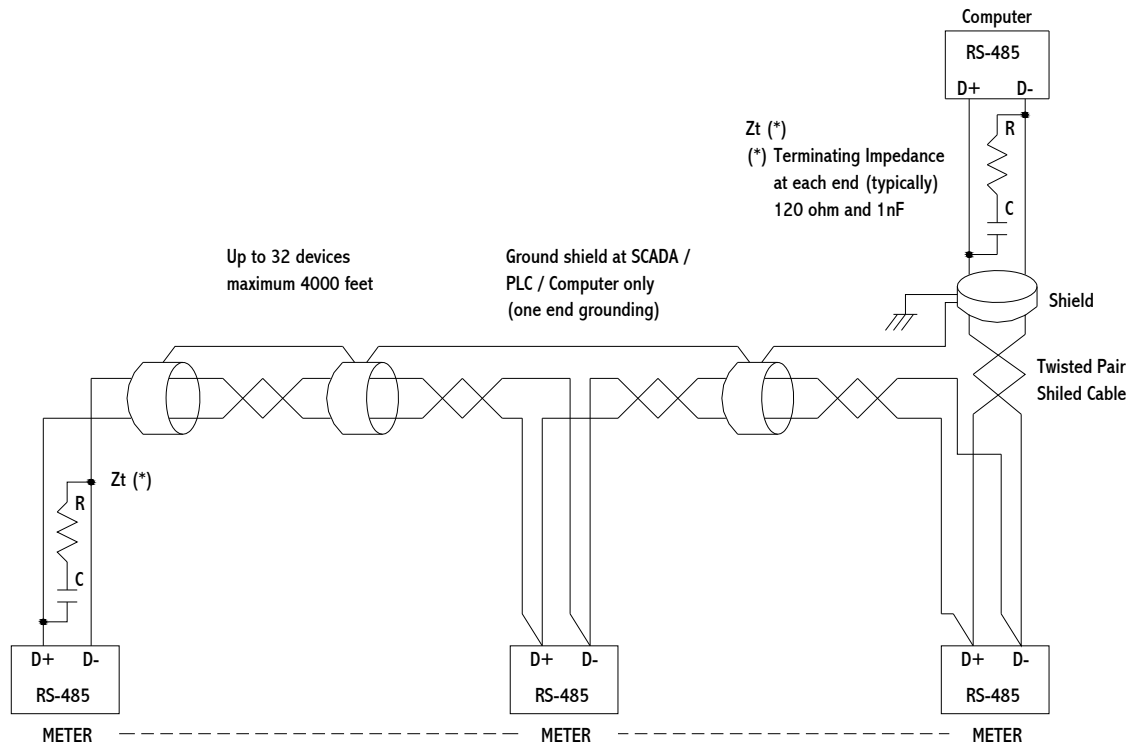 Computer
RS-485
D+ D-
R
C
Zt (*)
(*) Terminating Impedance
at each end (typically)
120 ohm and 1nF
Up to 32 devices
maximum 4000 feet
Ground shield at SCADA /
PLC / Computer only
(one end grounding)
Shield
Twisted Pair
Shiled Cable
Zt (*)
R
C
D+ D-
RS-485
METER
D+ D-
RS-485
METER
D+ D-
RS-485
METER